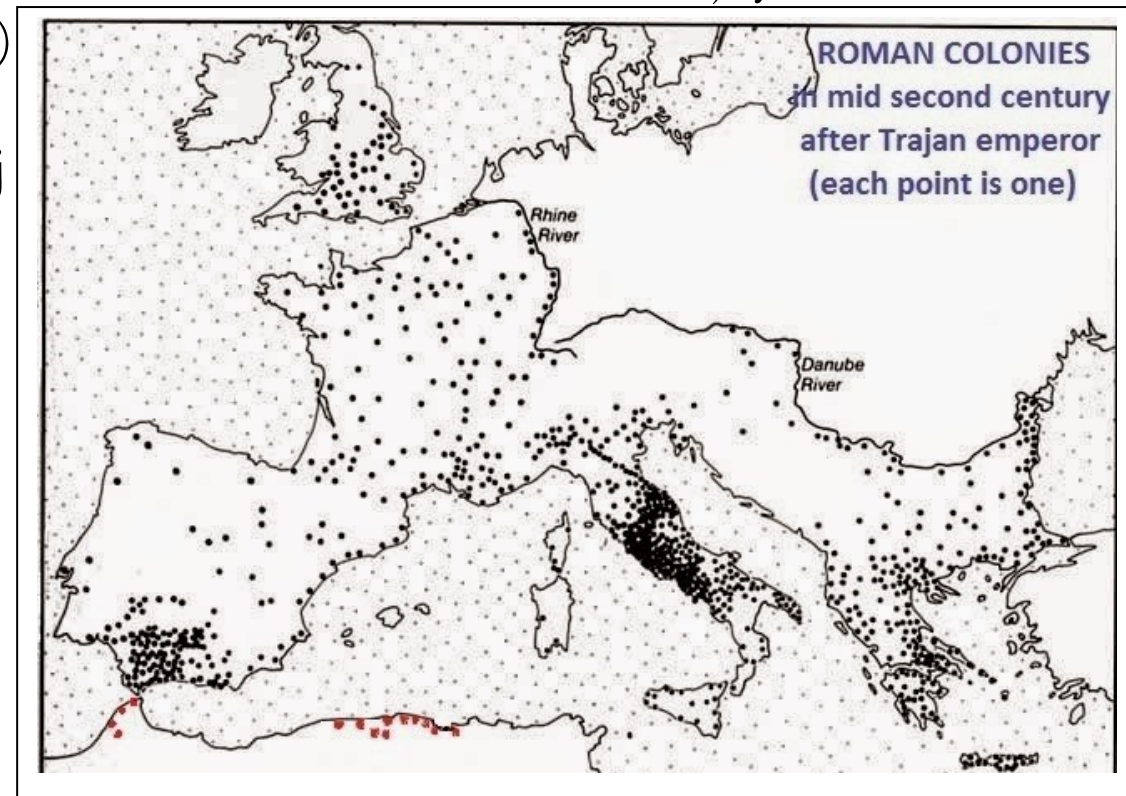 ROMAN COLONIES
in mid second century
after Trajan emperor
(each point is one)
Rhine
River
Danube
River